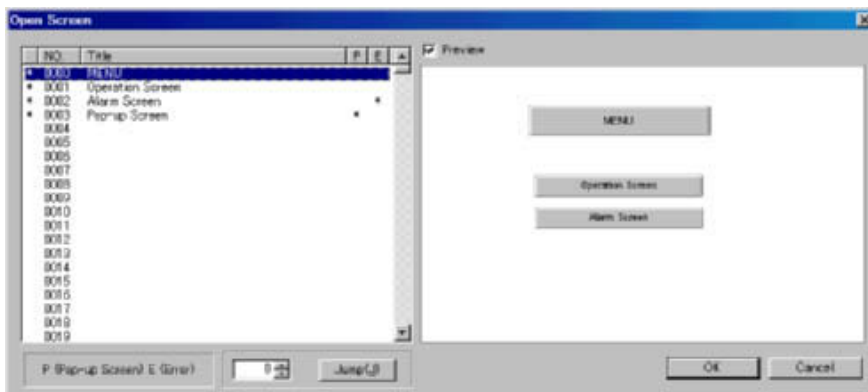 Open Screen
NO. Title P E
* 0000 MENU
* 0001 Operation Screen
* 0002 Alarm Screen *
* 0003 Pop-up Screen *
0004
0005
0006
0007
0008
0009
0010
0011
0012
0013
0014
0015
0016
0017
0018
0019
P (Pop-up Screen) E (Error)
0
Jump(J)
Preview
MENU
Operation Screen
Alarm Screen
OK
Cancel